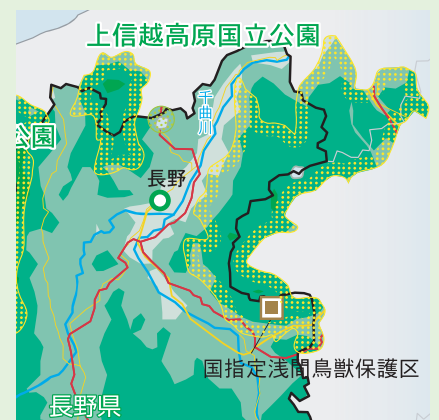 上信越高原国立公園
千曲川
公園
長野
国指定浅間鳥獣保護区
長野県